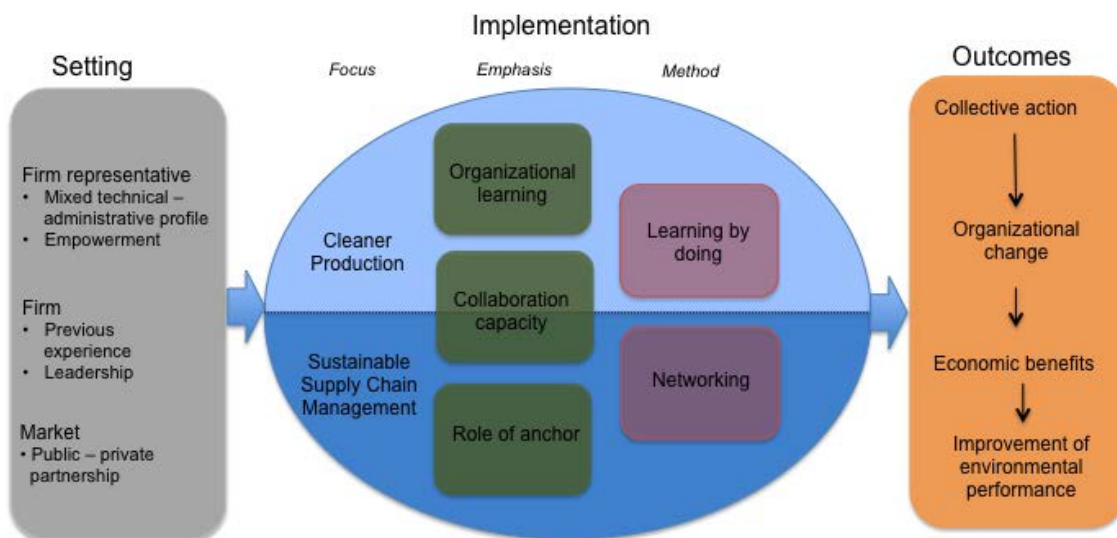 Implementation
Setting
Focus
Emphasis
Method
Outcomes
Firm representative
• Mixed technical –
administrative profile
• Empowerment
Firm
• Previous
experience
• Leadership
Market
• Public – private
partnership
Cleaner
Production
Sustainable
Supply Chain
Management
Organizational
learning
Collaboration
capacity
Role of anchor
Learning by
doing
Networking
Collective action
Organizational
change
Economic benefits
Improvement of
environmental
performance